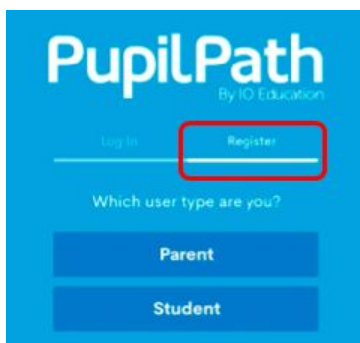 PupilPath
By IO Education
Log In Register
Which user type are you?
Parent
Student